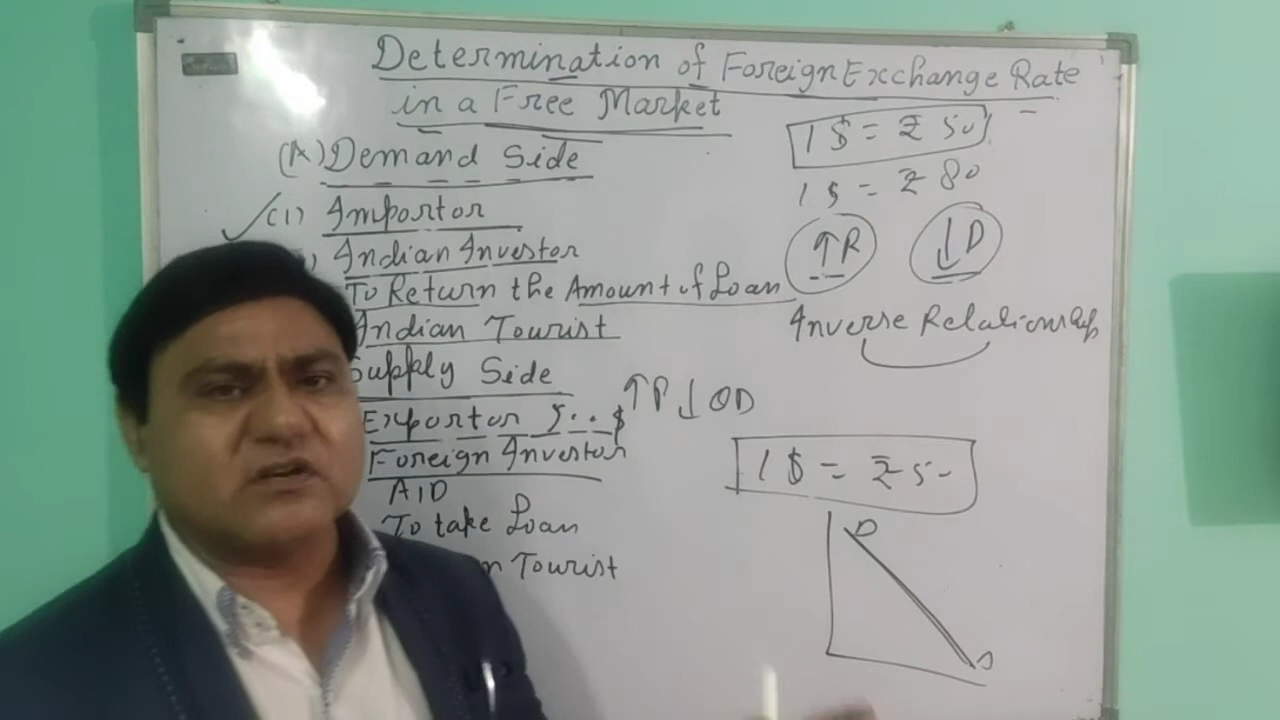 Determination of Foreign Exchange Rate
in a Free Market
(A) Demand Side
(1) Importor
) Indian Investor
To Return the Amount of Loan
Indian Tourist
Supply Side
Exportor 5..$
Foreign Investor
AID
To take Loan
n Tourist
1 $ = ₹ 50
1 $ = ₹ 80
↑R ↓D
Inverse Relationship
↑P ↓ QD
1 $ = ₹ 50
D
D